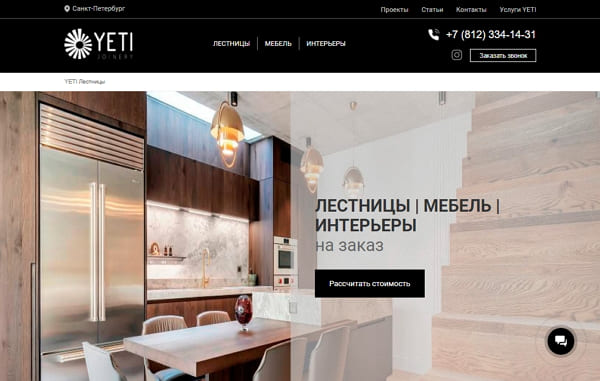 Санкт-Петербург
Проекты Статьи Контакты Услуги YETI
YETI
JOINERY
ЛЕСТНИЦЫ МЕБЕЛЬ ИНТЕРЬЕРЫ
+7 (812) 334-14-31
Заказать звонок
YETI Лестницы
ЛЕСТНИЦЫ | МЕБЕЛЬ |
ИНТЕРЬЕРЫ
на заказ
Рассчитать стоимость